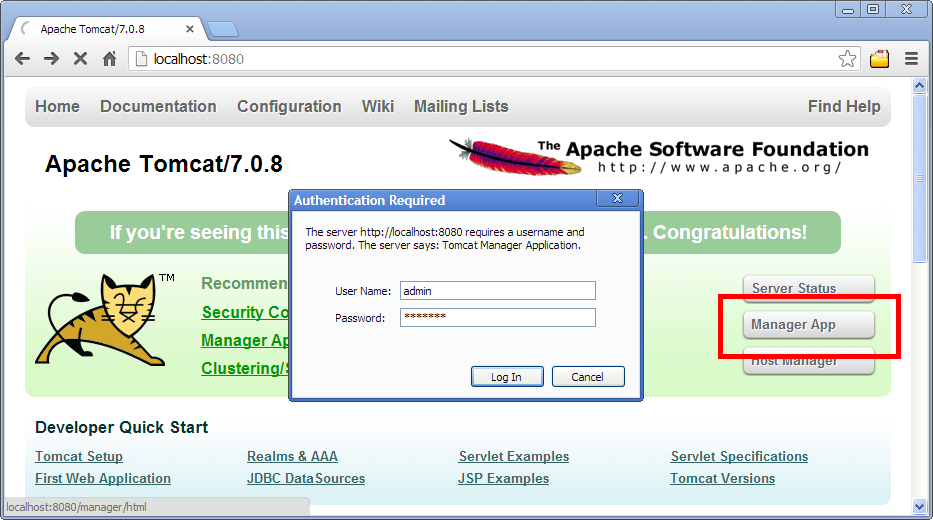 Apache Tomcat/7.0.8
localhost:8080
Home Documentation Configuration Wiki Mailing Lists Find Help
Apache Tomcat/7.0.8
The Apache Software Foundation
http://www.apache.org/
Authentication Required
The server http://localhost:8080 requires a username and
password. The server says: Tomcat Manager Application.
If you're seeing this . Congratulations!
TM
Recommen
Server Status
User Name: admin
Security Co
Password: *******
Manager App
Manager Ap
Host Manager
Clustering/S
Log In Cancel
Developer Quick Start
Tomcat Setup Realms & AAA Servlet Examples Servlet Specifications
First Web Application JDBC DataSources JSP Examples Tomcat Versions
localhost:8080/manager/html